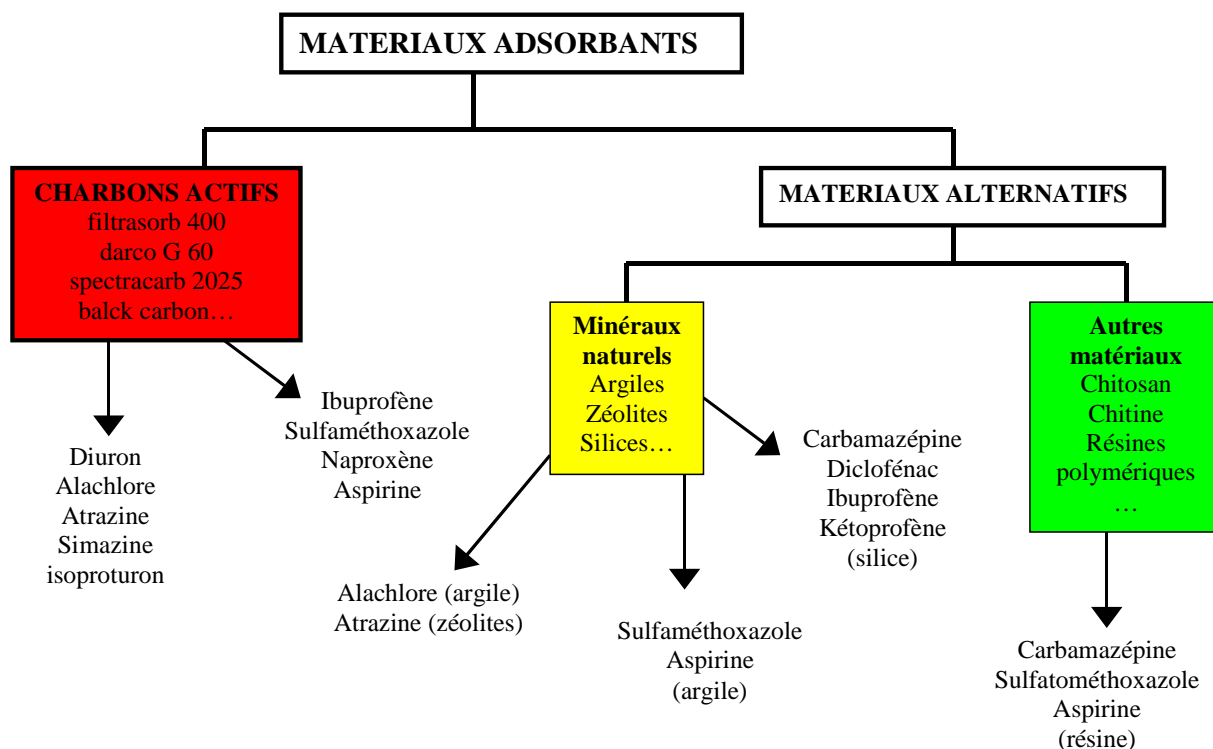 MATERIAUX ADSORBANTS
CHARBONS ACTIFS
filtrasorb 400
darco G 60
spectracarb 2025
balck carbon…
MATERIAUX ALTERNATIFS
Minéraux
naturels
Argiles
Zéolites
Silices…
Autres
matériaux
Chitosan
Chitine
Résines
polymériques
…
Diuron
Alachlore
Atrazine
Simazine
isoproturon
Ibuprofène
Sulfaméthoxazole
Naproxène
Aspirine
Alachlore (argile)
Atrazine (zéolites)
Sulfaméthoxazole
Aspirine
(argile)
Carbamazépine
Diclofénac
Ibuprofène
Kétoprofène
(silice)
Carbamazépine
Sulfatométhoxazole
Aspirine
(résine)